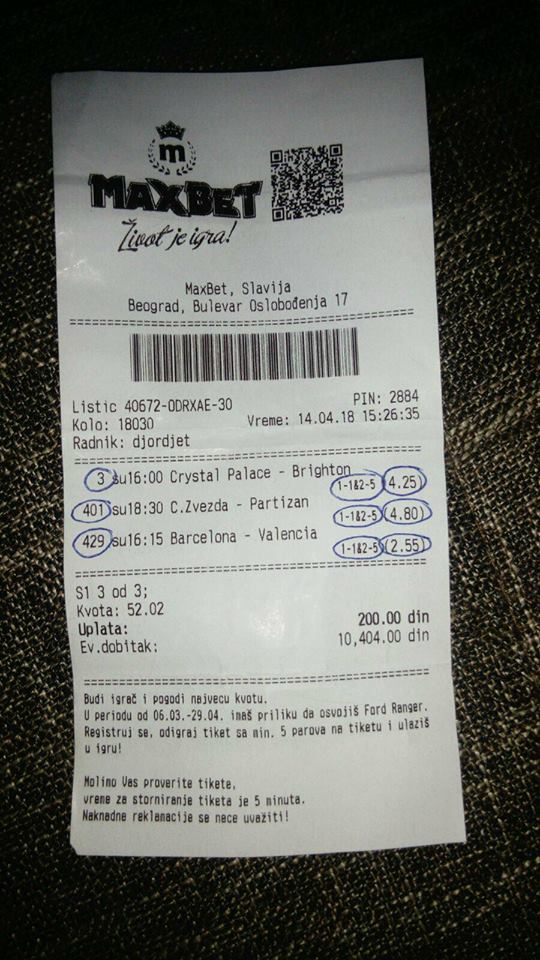 m
MAXBET
Život je igra!
MaxBet, Slavija
Beograd, Bulevar Oslobođenja 17
Listic 40672-ODRXAE-30 PIN: 2884
Kolo: 18030 Vreme: 14.04.18 15:26:35
Radnik: djordjet
3 su16:00 Crystal Palace - Brighton
1-1&2-5 (4.25)
401 su18:30 C.Zvezda - Partizan
1-1&2-5 (4.80)
429 su16:15 Barcelona - Valencia
1-1&2-5 (2.55)
S1 3 od 3;
Kvota: 52.02
Uplata: 200.00 din
Ev.dobitak: 10,404.00 din
Budi igrač i pogodi najvecu kvotu.
U periodu od 06.03.-29.04. imaš priliku da osvojiš Ford Ranger.
Registruj se, odigraj tiket sa min. 5 parova na tiketu i ulaziš
u igru!
Molimo Vas proverite tikete,
vreme za storniranje tiketa je 5 minuta.
Naknadne reklamacije se nece uvažiti!